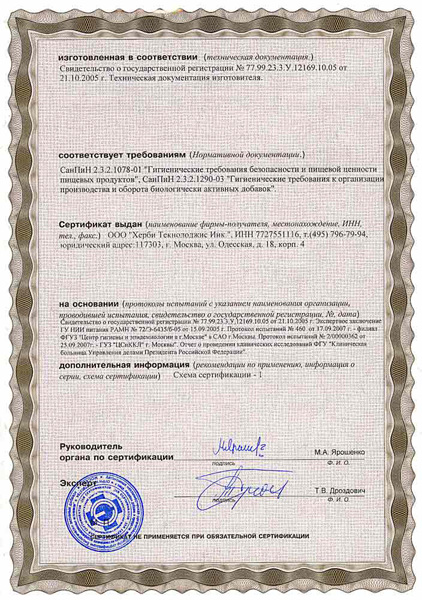 изготовленная в соответствии (техническая документация.)
Свидетельство о государственной регистрации № 77.99.23.3.У.12169.10.05 от
21.10.2005 г. Техническая документация изготовителя.
соответствует требованиям (Нормативной документации.)
СанПиН 2.3.2.1078-01 "Гигиенические требования безопасности и пищевой ценности
пищевых продуктов", СанПиН 2.3.2.1290-03 "Гигиенические требования к организации
производства и оборота биологически активных добавок".
Сертификат выдан (наименование фирмы-получателя, местонахождение, ИНН,
тел., факс.) ООО "Херби Текнолоджис Инк.", ИНН 7727551116, т.(495) 796-79-94,
юридический адрес:117303, г. Москва, ул. Одесская, д. 18, корп. 4
на основании (протоколы испытаний с указанием наименования организации,
проводившей испытания, свидетельство о государственной регистрации, №, дата)
Свидетельство о государственной регистрации № 77.99.23.3.У.12169.10.05 от 21.10.2005 г. Экспертное заключение
ГУ НИИ питания РАМН № 72/Э-6435/б-05 от 15.09.2005 г. Протокол испытаний № 460 от 17.09.2007 г. - филиал
ФГУЗ "Центр гигиены и эпидемиологии в г.Москве" в САО г. Москвы. Протокол испытаний № 2/00000362 от
25.09.2007г. - ГУЗ "ЦСиККЛ" г. Москвы". Отчет о проведении клинических исследований ФГУ "Клиническая
больница Управления делами Президента Российской Федерации"
дополнительная информация (рекомендации по применению, информация о
серии, схема сертификации) Схема сертификации - 1
Руководитель
органа по сертификации
подпись
М.А. Ярошенко
Ф. И. О.
Эксперт
подпись
Т.В. Дроздович
Ф. И. О.
СЕРТИФИКАТ НЕ ПРИМЕНЯЕТСЯ ПРИ ОБЯЗАТЕЛЬНОЙ СЕРТИФИКАЦИИ